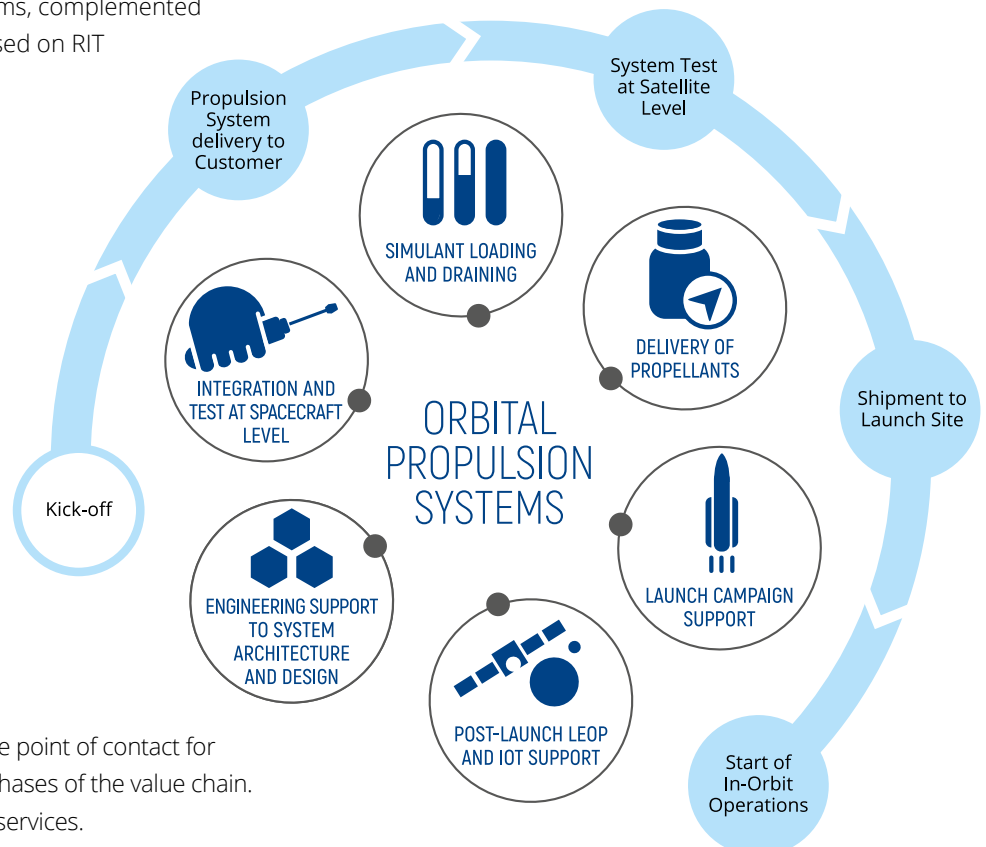 ms, complemented
sed on RIT
System Test
at Satellite
Level
Propulsion
System
delivery to
Customer
SIMULANT LOADING
AND DRAINING
DELIVERY OF
PROPELLANTS
INTEGRATION AND
TEST AT SPACECRAFT
LEVEL
Shipment to
Launch Site
ORBITAL
PROPULSION
SYSTEMS
Kick-off
ENGINEERING SUPPORT
TO SYSTEM
ARCHITECTURE
AND DESIGN
LAUNCH CAMPAIGN
SUPPORT
POST-LAUNCH LEOP
AND IOT SUPPORT
e point of contact for
hases of the value chain.
services.
Start of
In-Orbit
Operations